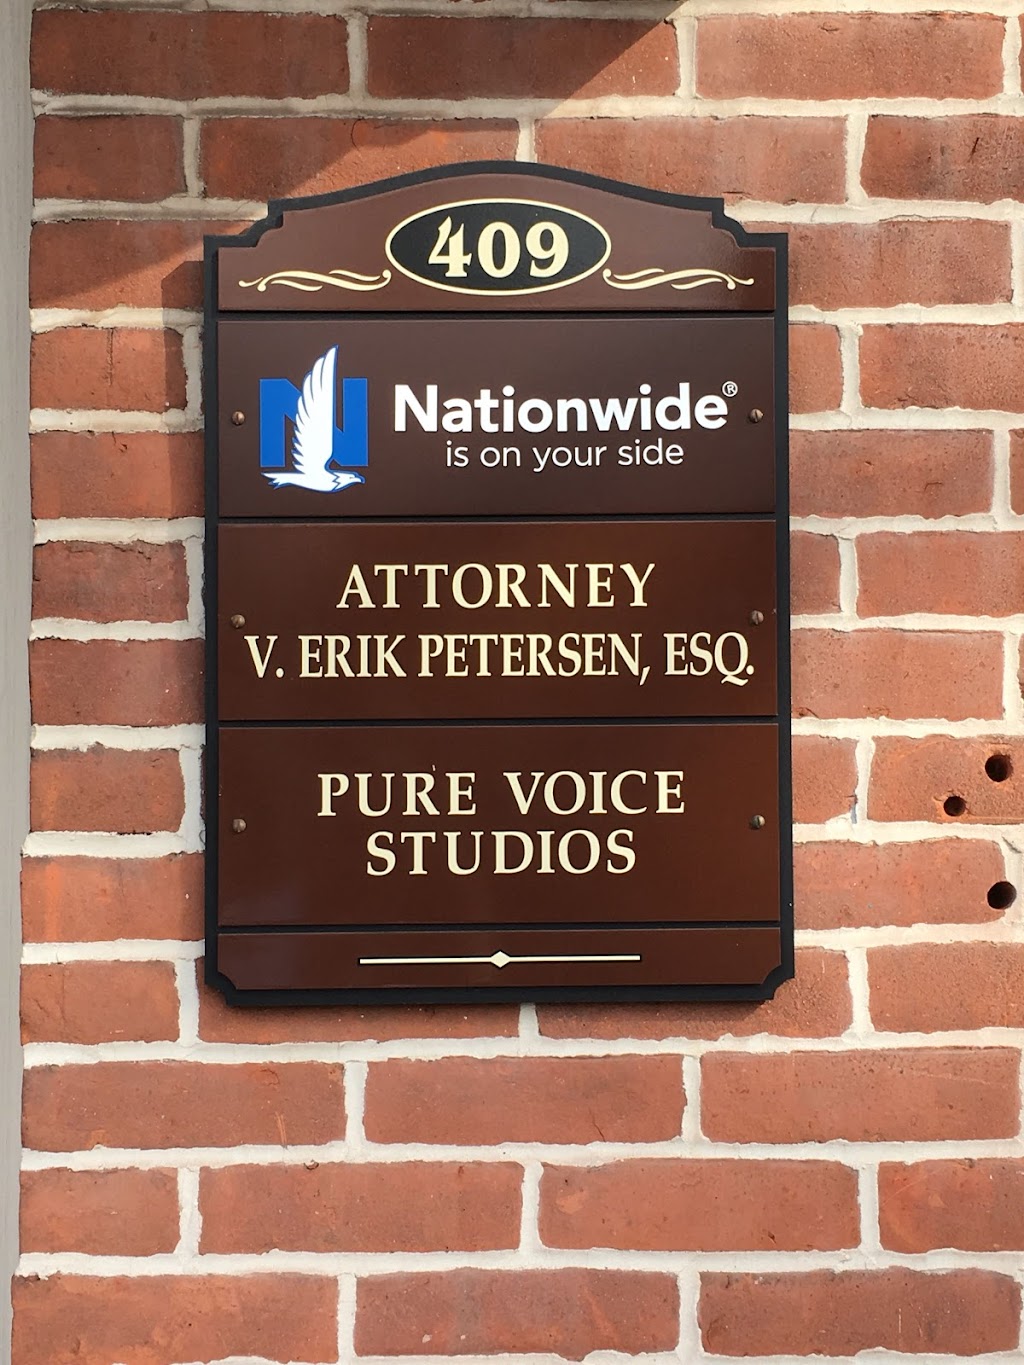 409
N
Nationwide®
is on your side
ATTORNEY
V. ERIK PETERSEN, ESQ.
PURE VOICE
STUDIOS